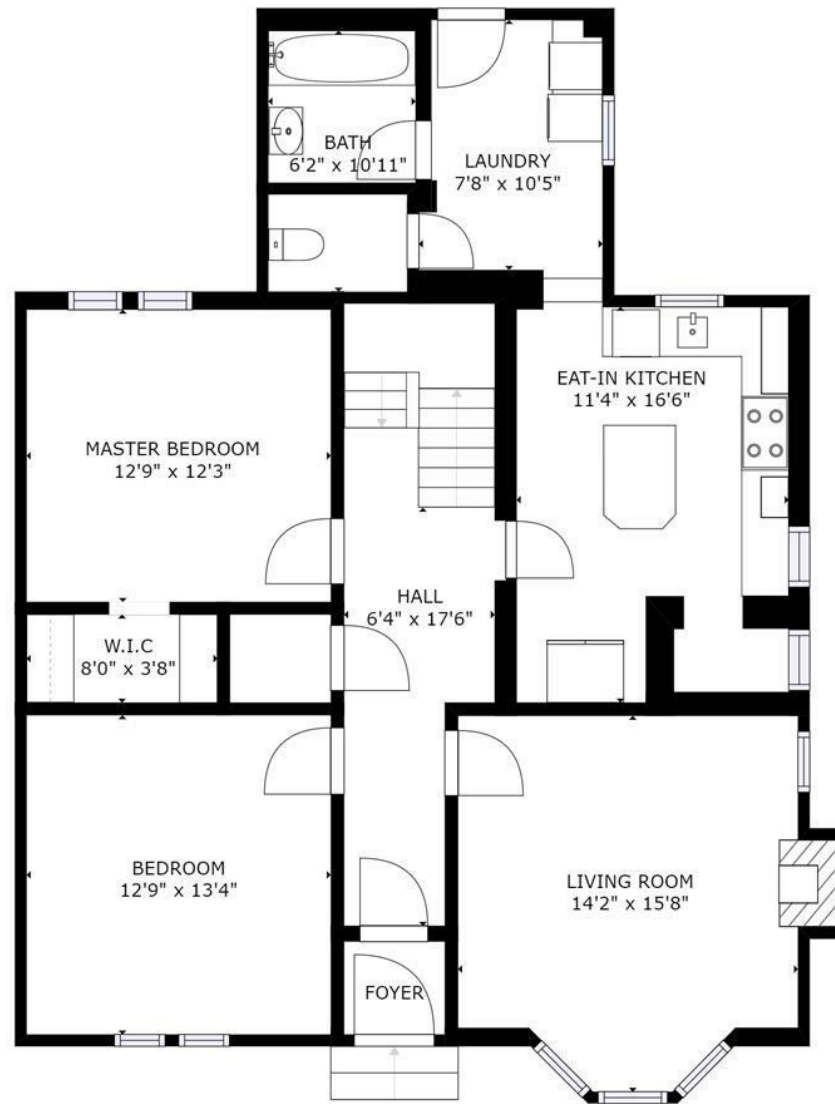 BATH
6'2" x 10'11"
LAUNDRY
7'8" x 10'5"
EAT-IN KITCHEN
11'4" x 16'6"
MASTER BEDROOM
12'9" x 12'3"
HALL
6'4" x 17'6"
W.I.C
8'0" x 3'8"
BEDROOM
12'9" x 13'4"
LIVING ROOM
14'2" x 15'8"
FOYER